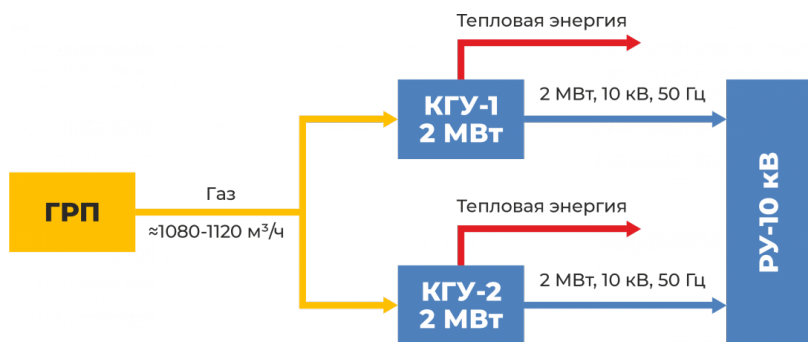 Тепловая энергия
КГУ-1
2 МВт
2 МВт, 10 кВ, 50 Гц
ГРП
Газ
≈1080-1120 м³/ч
Тепловая энергия
КГУ-2
2 МВт
2 МВт, 10 кВ, 50 Гц
РУ-10 кВ